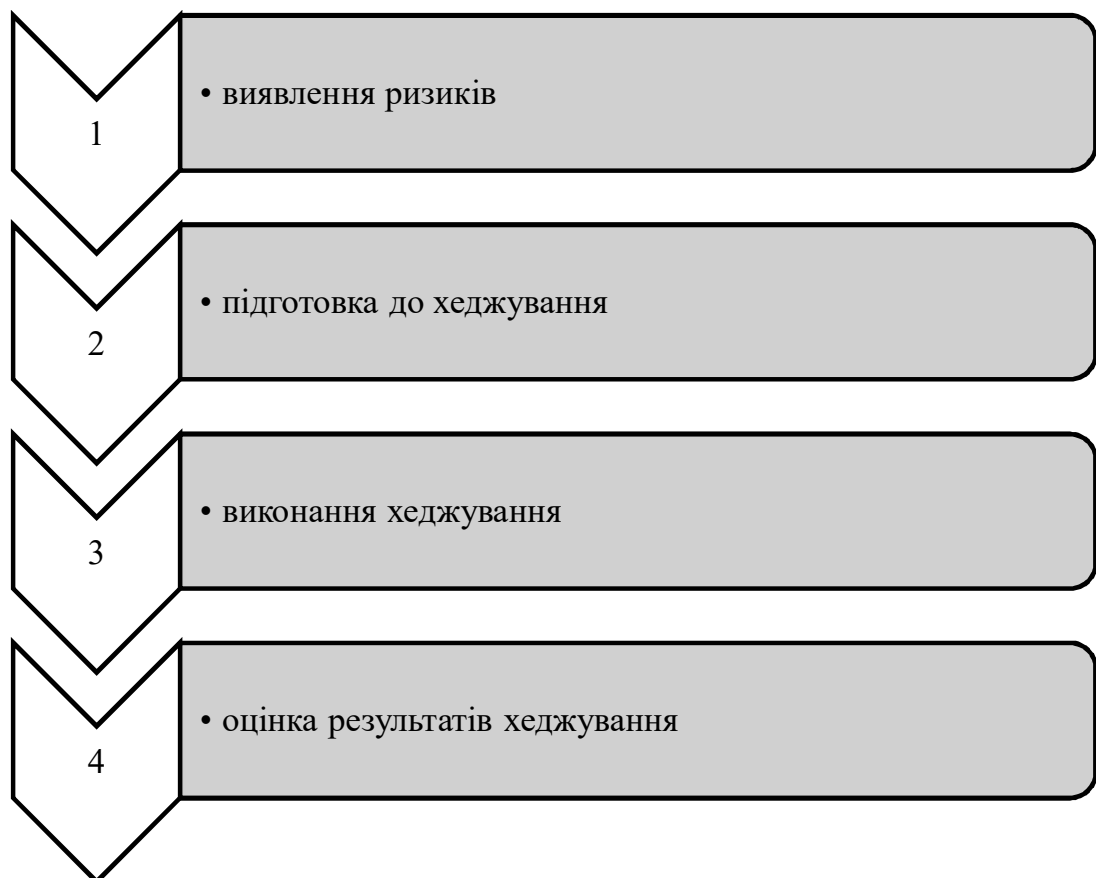 1
• виявлення ризиків
2
• підготовка до хеджування
3
• виконання хеджування
4
• оцінка результатів хеджування